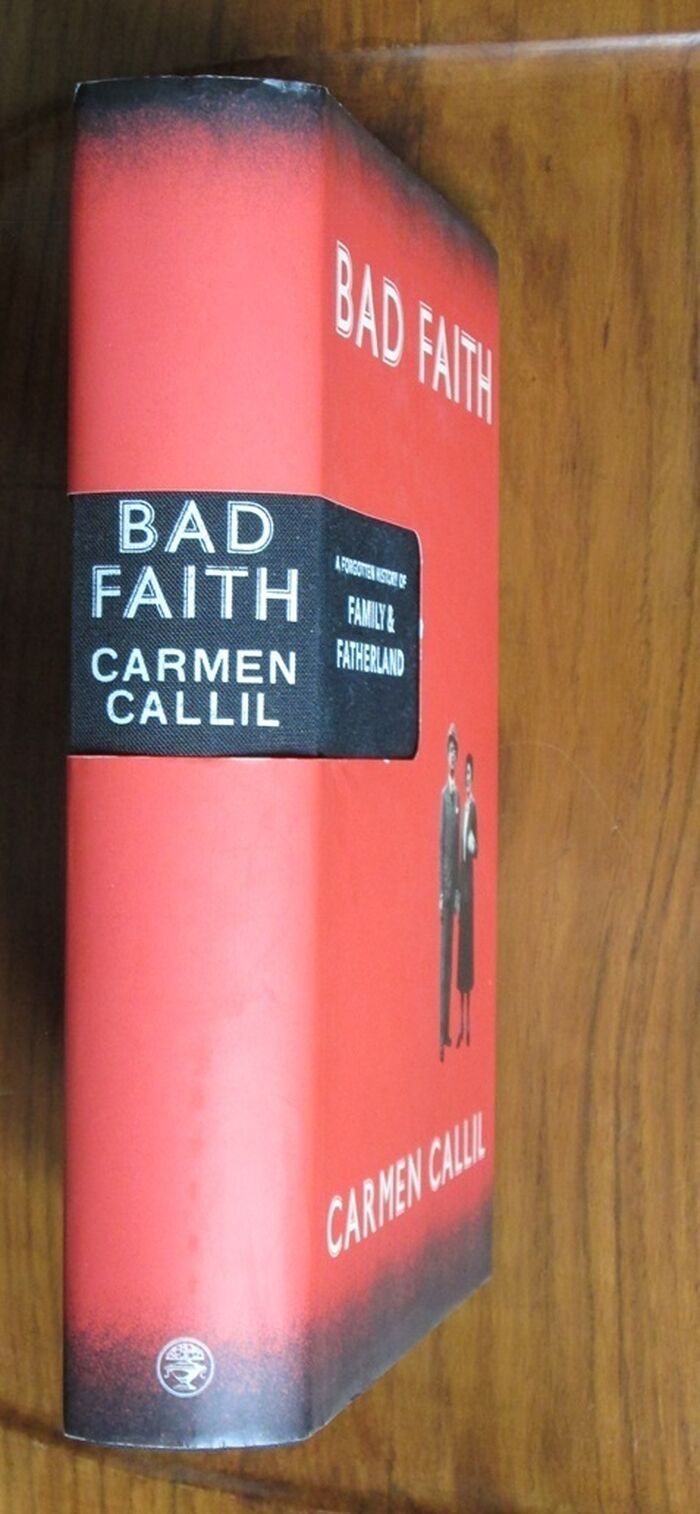 BAD
FAITH
CARMEN
CALLIL
BAD FAITH
A FORGOTTEN HISTORY OF
FAMILY &
FATHERLAND
CARMEN CALLIL